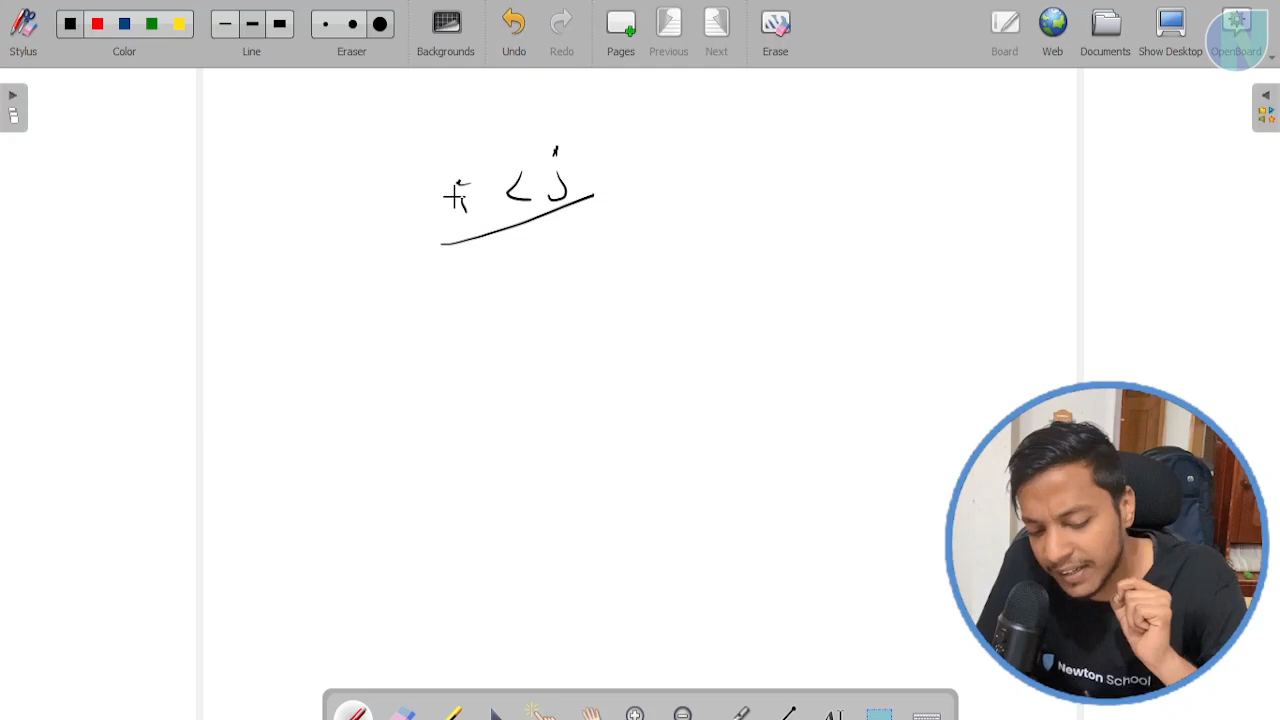 Stylus
Color
Line
Eraser
Backgrounds
Undo
Redo
Pages
Previous
Next
Erase
Board
Web
Documents
Show Desktop
OpenBoard
i < j
Newton School